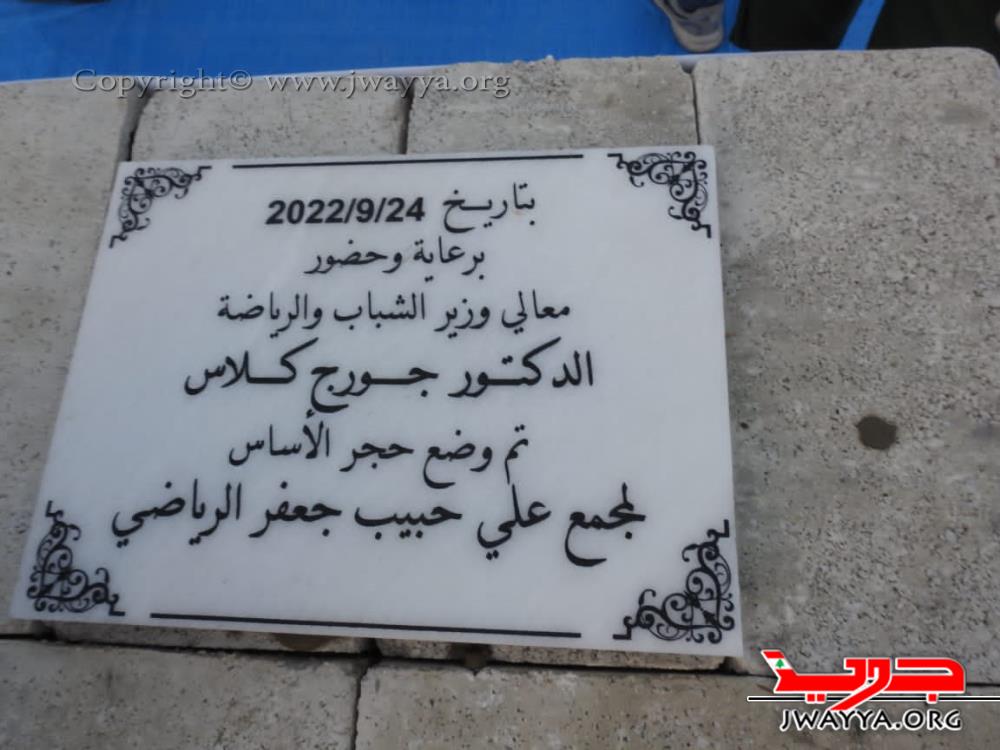 Copyright© www.jwayya.org
بتاريخ 2022/9/24
برعاية وحضور
معالي وزير الشباب والرياضة
الدكتور جورج كلاس
تم وضع حجر الأساس
لمجمع علي حبيب جعفر الرياضي
جويا
JWAYYA.ORG